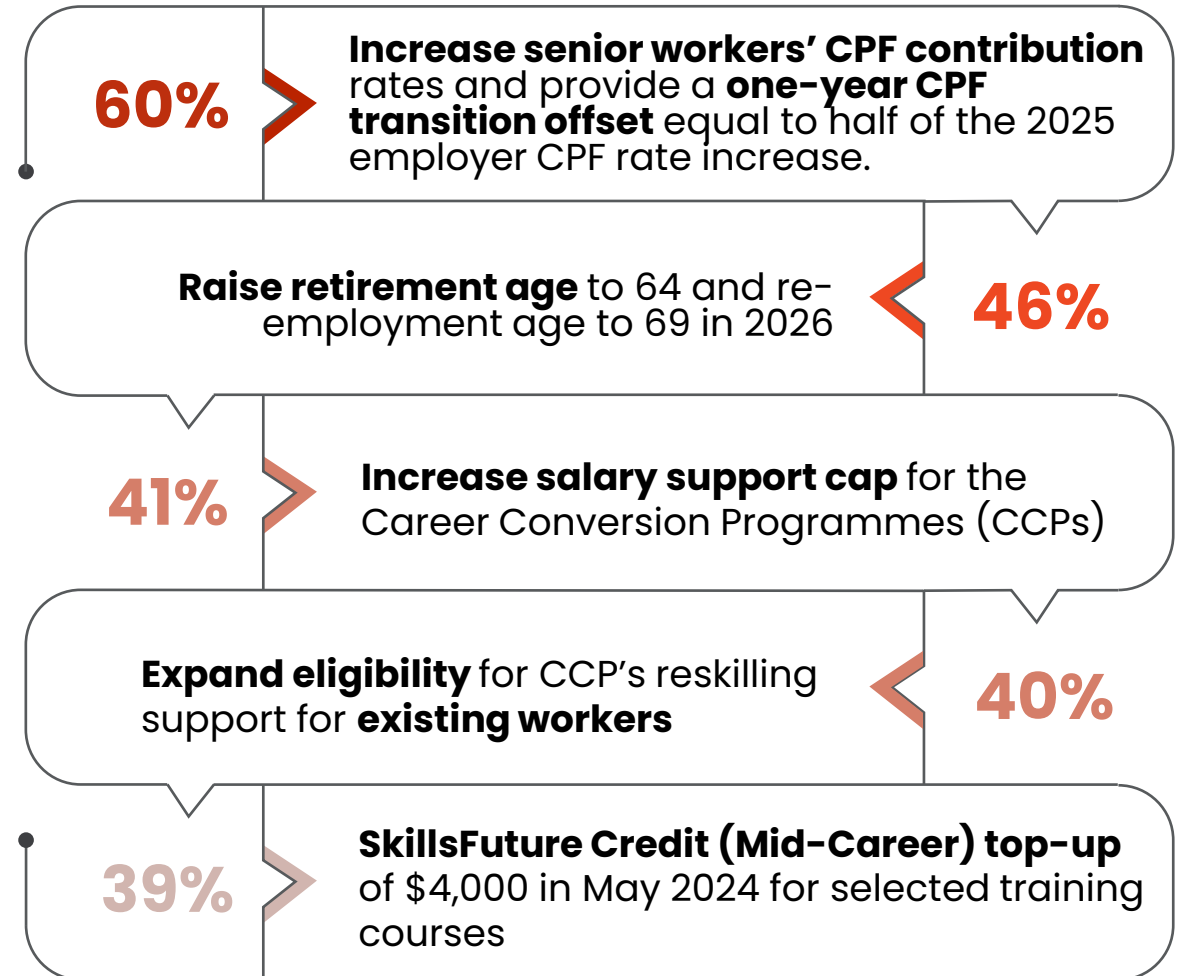 60%
Increase senior workers’ CPF contribution
rates and provide a one-year CPF
transition offset equal to half of the 2025
employer CPF rate increase.
Raise retirement age to 64 and re-
employment age to 69 in 2026
46%
41%
Increase salary support cap for the
Career Conversion Programmes (CCPs)
Expand eligibility for CCP’s reskilling
support for existing workers
40%
39%
SkillsFuture Credit (Mid-Career) top-up
of $4,000 in May 2024 for selected training
courses